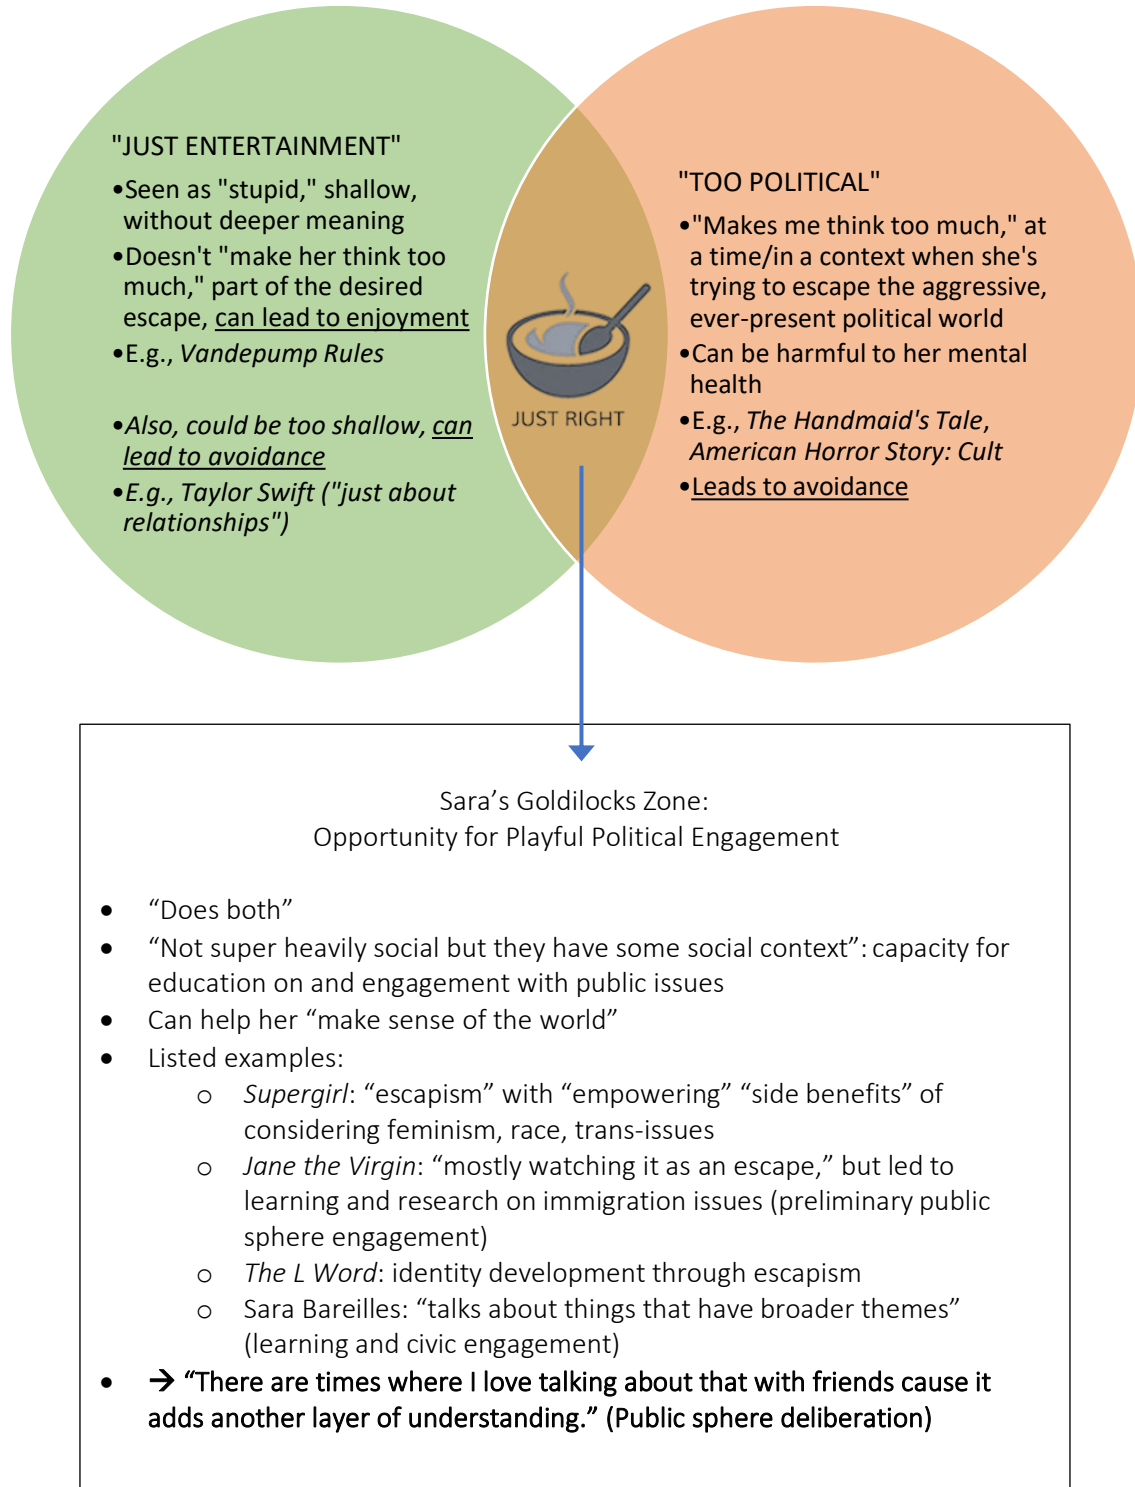 "JUST ENTERTAINMENT"
•Seen as "stupid," shallow,
without deeper meaning
•Doesn't "make her think too
much," part of the desired
escape, can lead to enjoyment
•E.g., Vandepump Rules
•Also, could be too shallow, can
lead to avoidance
•E.g., Taylor Swift ("just about
relationships")
JUST RIGHT
"TOO POLITICAL"
•"Makes me think too much," at
a time/in a context when she's
trying to escape the aggressive,
ever-present political world
•Can be harmful to her mental
health
•E.g., The Handmaid's Tale,
American Horror Story: Cult
•Leads to avoidance
Sara’s Goldilocks Zone:
Opportunity for Playful Political Engagement
• “Does both”
• “Not super heavily social but they have some social context”: capacity for
education on and engagement with public issues
• Can help her “make sense of the world”
• Listed examples:
o Supergirl: “escapism” with “empowering” “side benefits” of
considering feminism, race, trans-issues
o Jane the Virgin: “mostly watching it as an escape,” but led to
learning and research on immigration issues (preliminary public
sphere engagement)
o The L Word: identity development through escapism
o Sara Bareilles: “talks about things that have broader themes”
(learning and civic engagement)
• → “There are times where I love talking about that with friends cause it
adds another layer of understanding.” (Public sphere deliberation)